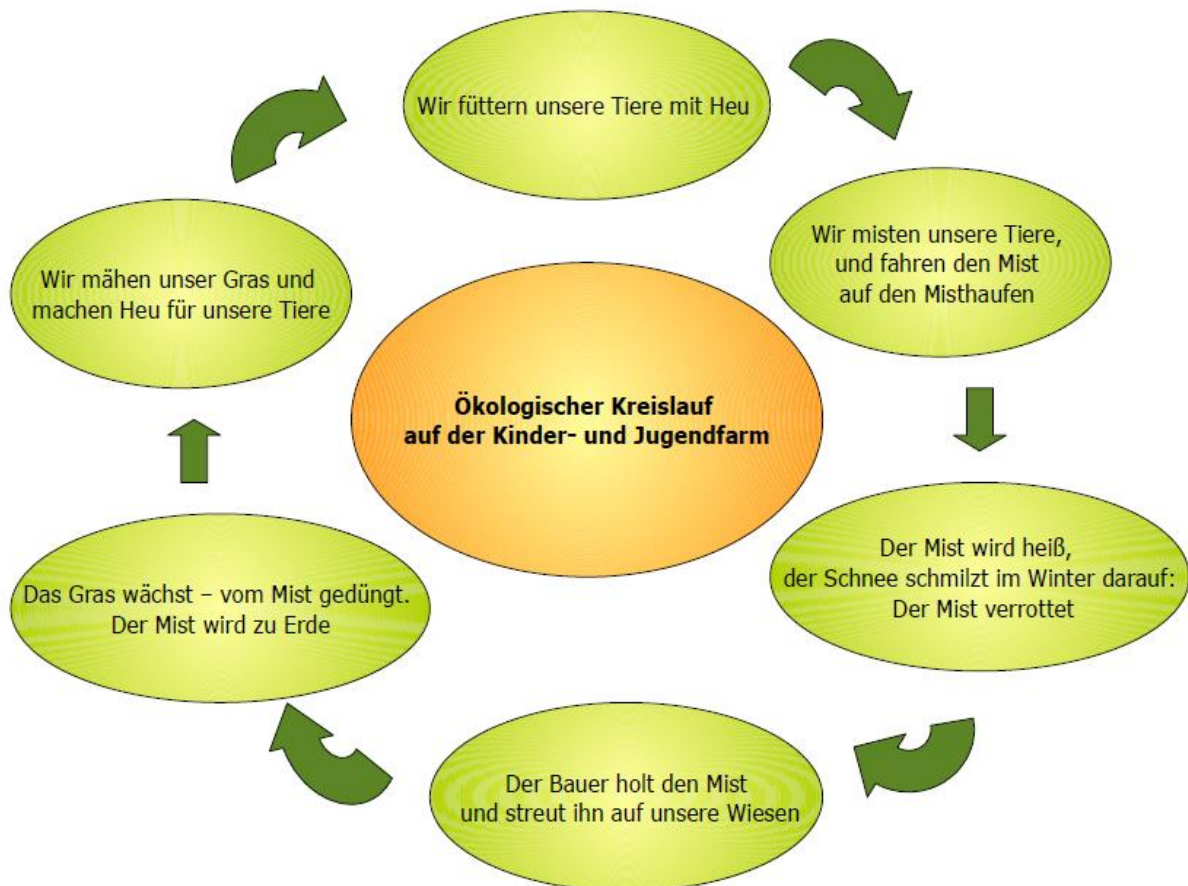 Wir füttern unsere Tiere mit Heu
Wir misten unsere Tiere,
und fahren den Mist
auf den Misthaufen
Der Mist wird heiß,
der Schnee schmilzt im Winter darauf:
Der Mist verrottet
Der Bauer holt den Mist
und streut ihn auf unsere Wiesen
Das Gras wächst – vom Mist gedüngt.
Der Mist wird zu Erde
Wir mähen unser Gras und
machen Heu für unsere Tiere
Ökologischer Kreislauf
auf der Kinder- und Jugendfarm